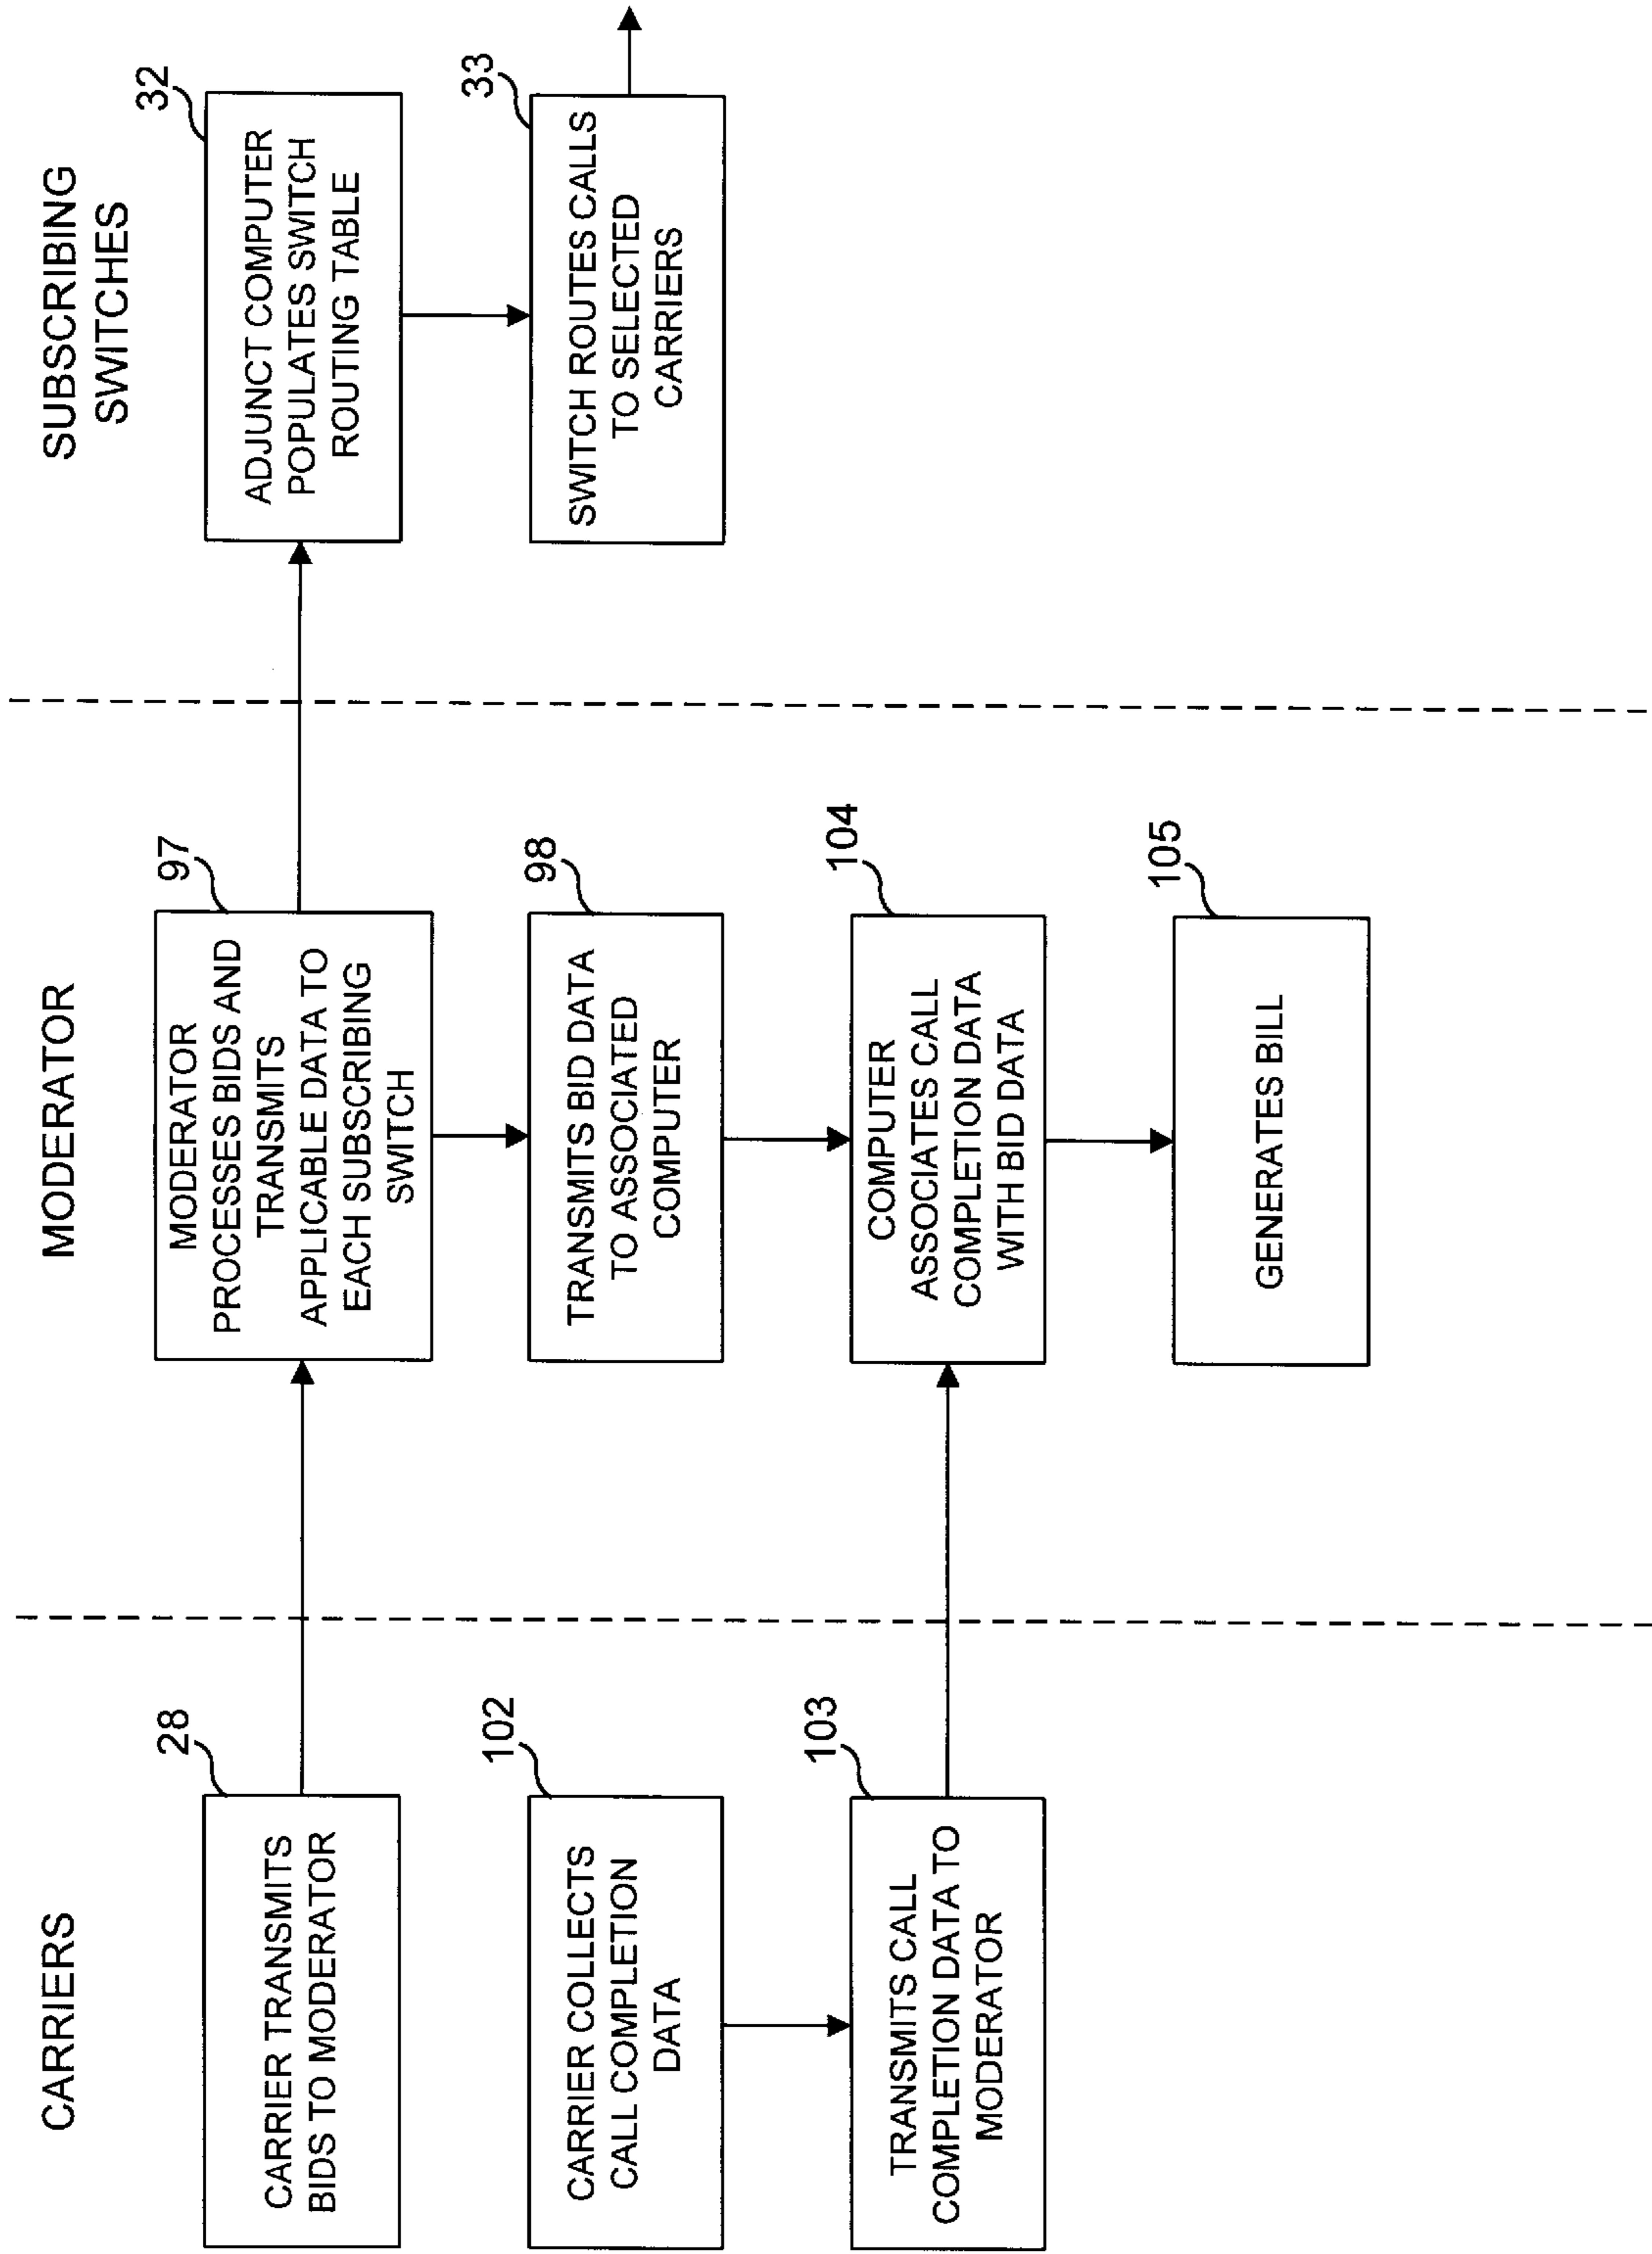 CARRIERS
28
CARRIER TRANSMITS
BIDS TO MODERATOR
102
CARRIER COLLECTS
CALL COMPLETION
DATA
103
TRANSMITS CALL
COMPLETION DATA TO
MODERATOR
MODERATOR
97
MODERATOR
PROCESSES BIDS AND
TRANSMITS
APPLICABLE DATA TO
EACH SUBSCRIBING
SWITCH
98
TRANSMITS BID DATA
TO ASSOCIATED
COMPUTER
104
COMPUTER
ASSOCIATES CALL
COMPLETION DATA
WITH BID DATA
105
GENERATES BILL
SUBSCRIBING
SWITCHES
32
ADJUNCT COMPUTER
POPULATES SWITCH
ROUTING TABLE
33
SWITCH ROUTES CALLS
TO SELECTED
CARRIERS